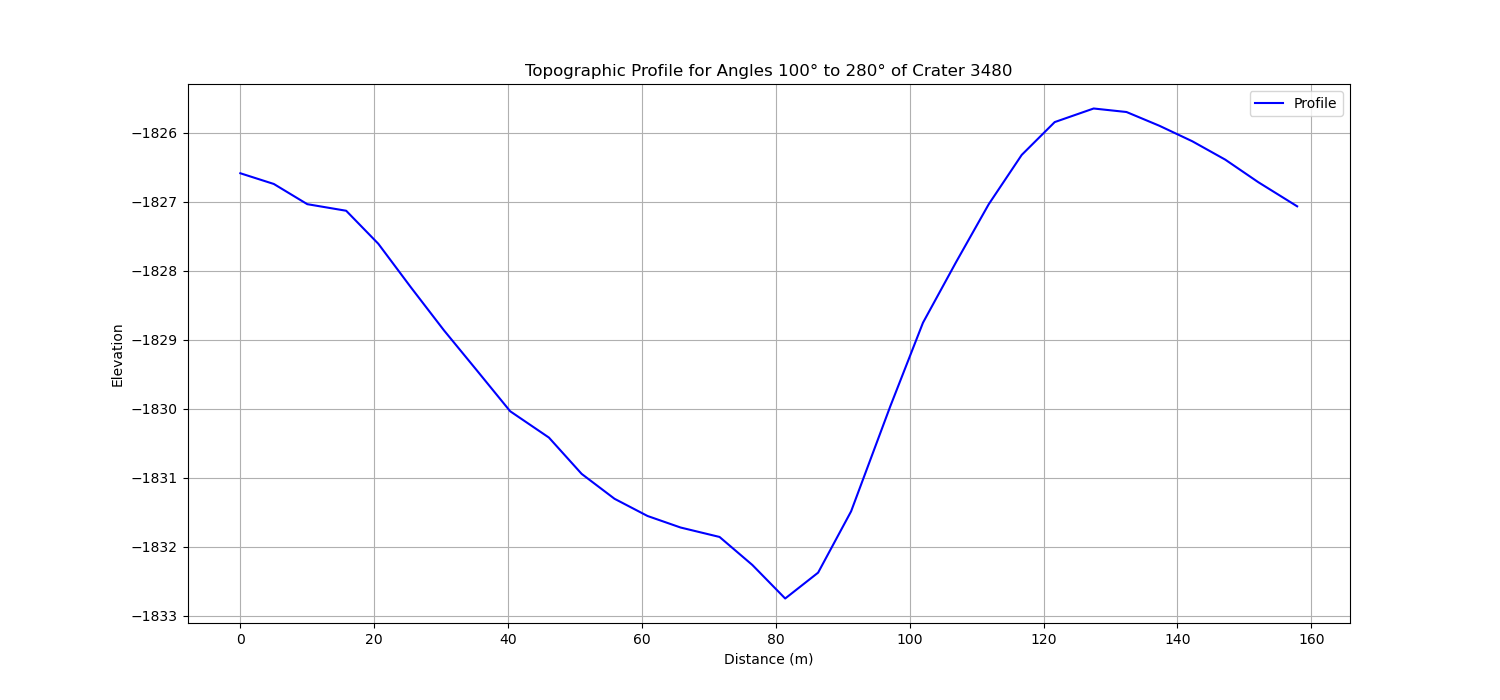 Topographic Profile for Angles 100° to 280° of Crater 3480
Profile
Elevation
−1826
−1827
−1828
−1829
−1830
−1831
−1832
−1833
0 20 40 60 80 100 120 140 160
Distance (m)